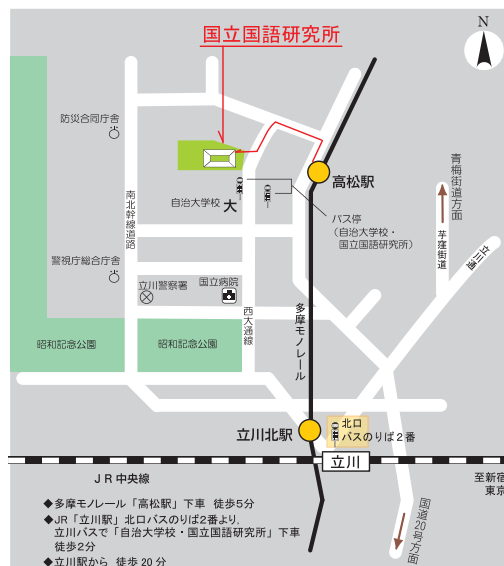 国立国語研究所
N
防災合同庁舎
南北幹線道路
自治大学校
大
高松駅
バス停
（自治大学校・
国立国語研究所）
青梅街道方面
芋窪街道
立川通
警視庁総合庁舎
立川警察署
国立病院
西大通線
多摩モノレール
昭和記念公園
昭和記念公園
立川北駅
北口
バスのりば2番
立川
JR中央線
至新宿
東京
国道20号方面
◆多摩モノレール「高松駅」下車 徒歩5分
◆JR「立川駅」北口バスのりば2番より,
立川バスで「自治大学校・国立国語研究所」下車
徒歩2分
◆立川駅から 徒歩20分